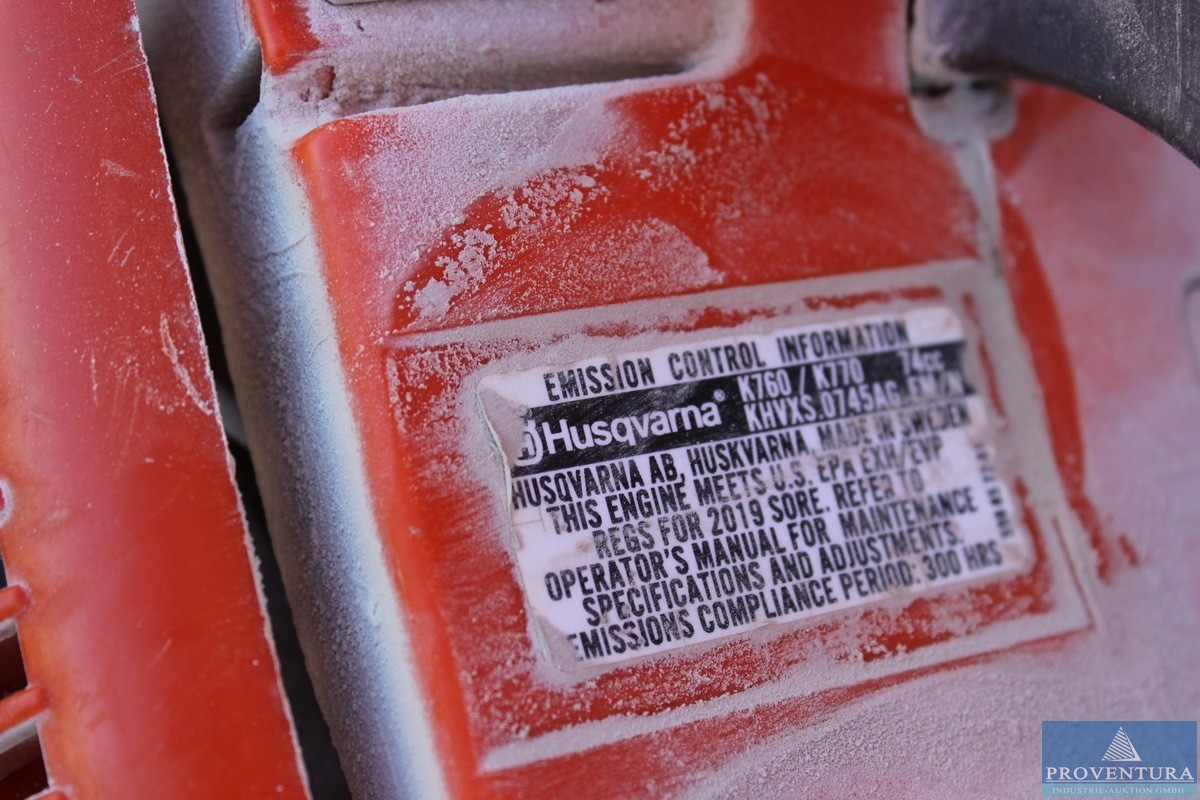 EMISSION CONTROL INFORMATION
Husqvarna® K760 / K770 74cc
KHVXS.0745AG EM/N
HUSQVARNA AB, HUSKVARNA, MADE IN SWEDEN
THIS ENGINE MEETS U.S. EPA EXH/EVP
REGS FOR 2019 SORE. REFER TO
OPERATOR'S MANUAL FOR MAINTENANCE
SPECIFICATIONS AND ADJUSTMENTS.
EMISSIONS COMPLIANCE PERIOD: 300 HRS
PROVENTURA
INDUSTRIE-AUKTION GMBH